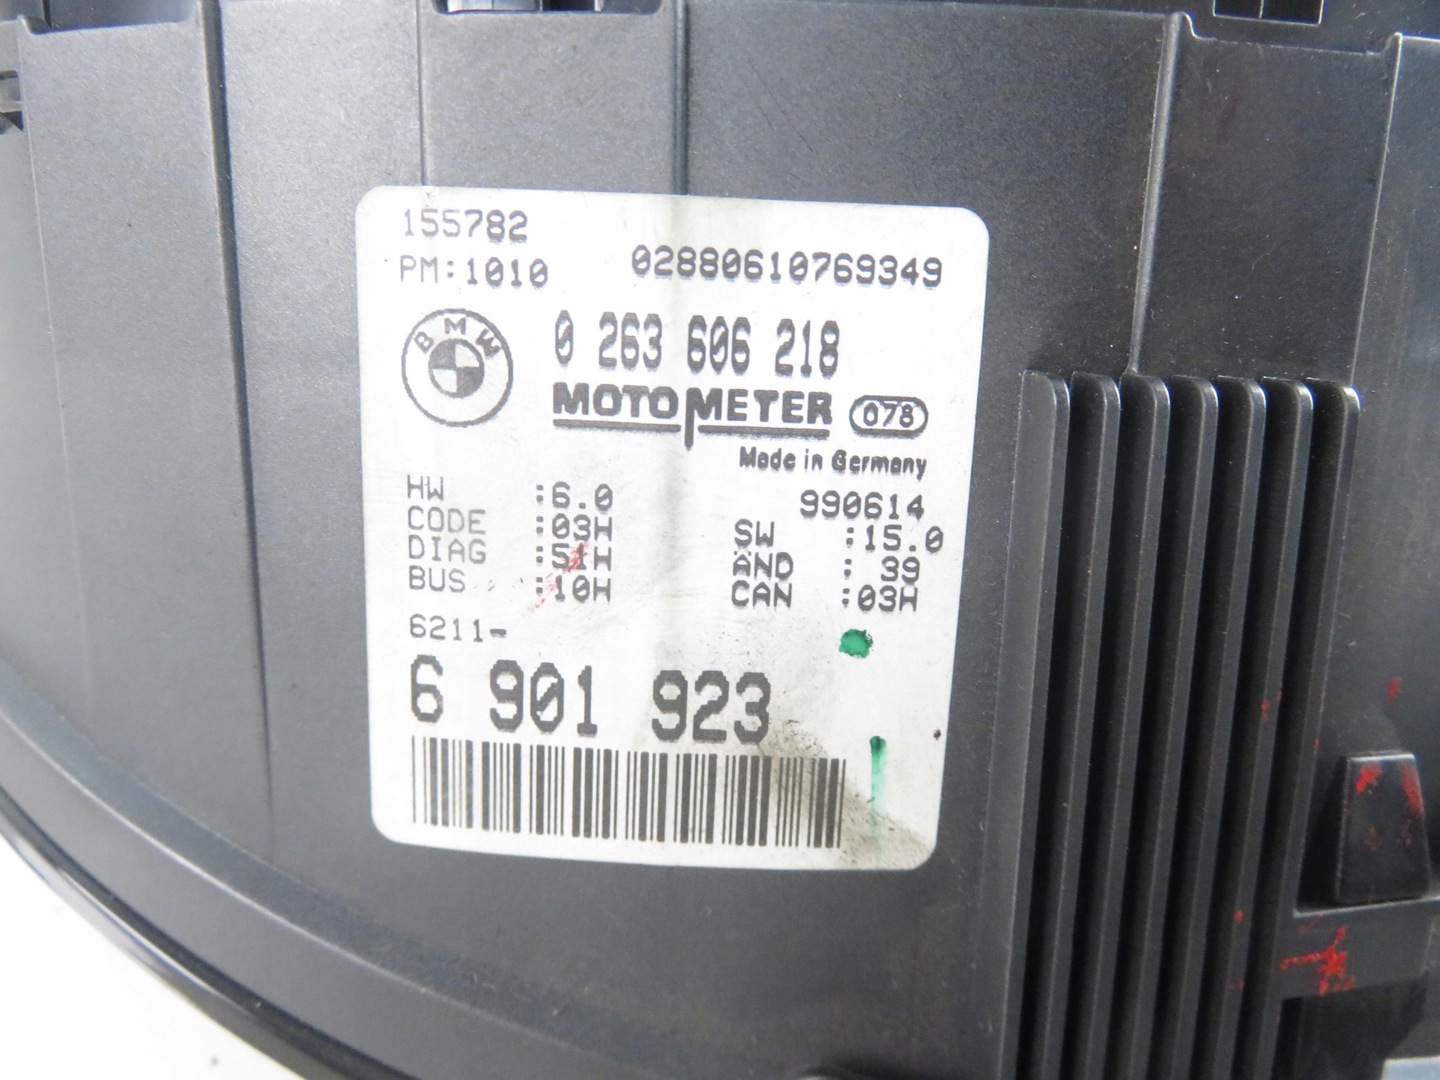 155782
PM:1010 02880610769349
BMW
0 263 606 218
MOTOMETER 078
Made in Germany
990614
HW :6.0 SW :15.0
CODE :03H AND : 39
DIAG :51H CAN :03H
BUS :10H
6211-
6 901 923